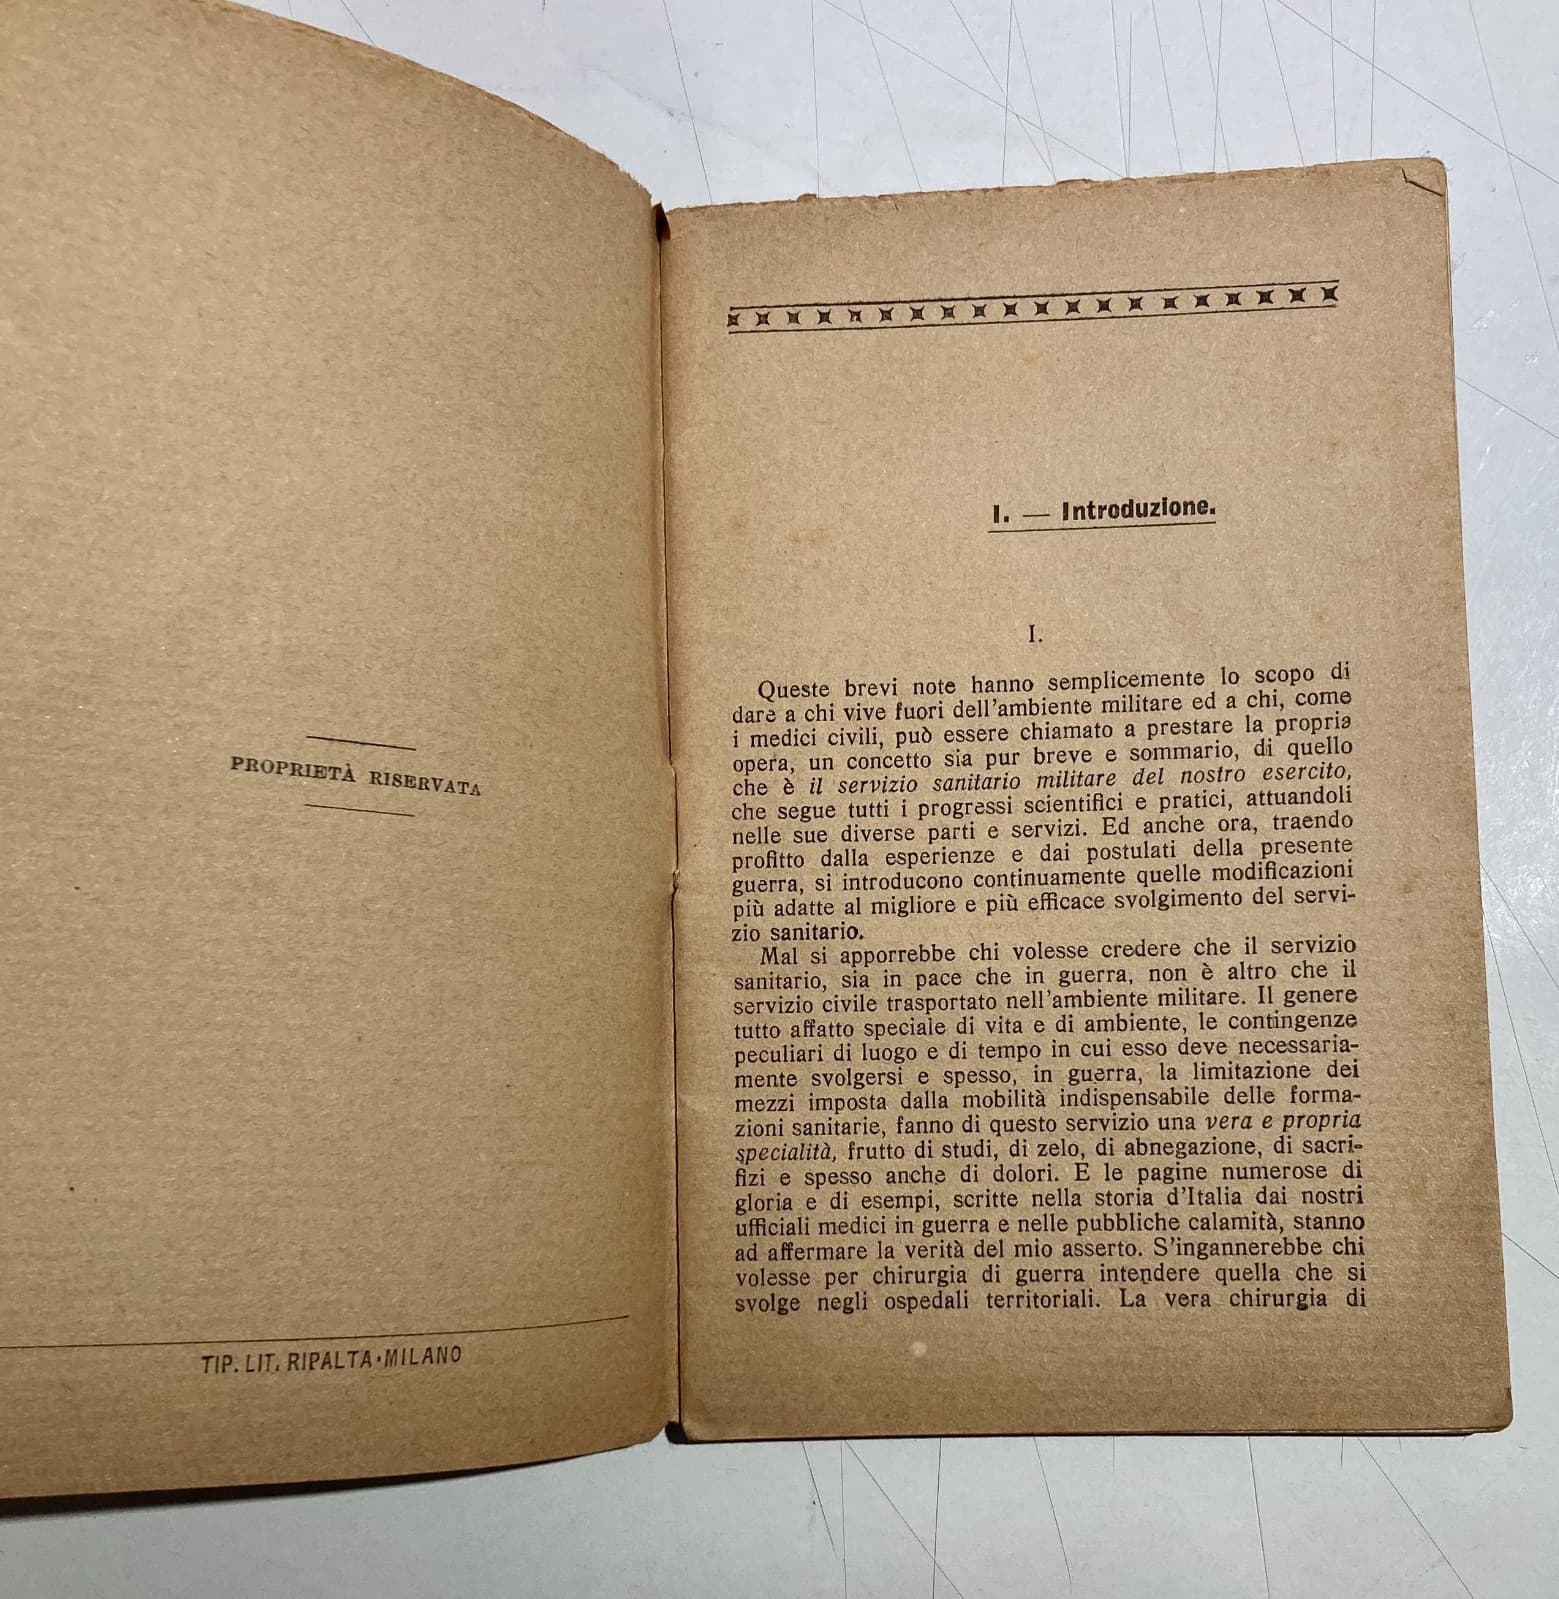 PROPRIETÀ RISERVATA
TIP. LIT. RIPALTA·MILANO
I. — Introduzione.
I.
Queste brevi note hanno semplicemente lo scopo di
dare a chi vive fuori dell'ambiente militare ed a chi, come
i medici civili, può essere chiamato a prestare la propria
opera, un concetto sia pur breve e sommario, di quello
che è il servizio sanitario militare del nostro esercito,
che segue tutti i progressi scientifici e pratici, attuandoli
nelle sue diverse parti e servizi. Ed anche ora, traendo
profitto dalla esperienze e dai postulati della presente
guerra, si introducono continuamente quelle modificazioni
più adatte al migliore e più efficace svolgimento del servi-
zio sanitario.
Mal si apporrebbe chi volesse credere che il servizio
sanitario, sia in pace che in guerra, non è altro che il
servizio civile trasportato nell'ambiente militare. Il genere
tutto affatto speciale di vita e di ambiente, le contingenze
peculiari di luogo e di tempo in cui esso deve necessaria-
mente svolgersi e spesso, in guerra, la limitazione dei
mezzi imposta dalla mobilità indispensabile delle forma-
zioni sanitarie, fanno di questo servizio una vera e propria
specialità, frutto di studi, di zelo, di abnegazione, di sacri-
fizi e spesso anche di dolori. E le pagine numerose di
gloria e di esempi, scritte nella storia d'Italia dai nostri
ufficiali medici in guerra e nelle pubbliche calamità, stanno
ad affermare la verità del mio asserto. S'ingannerebbe chi
volesse per chirurgia di guerra intendere quella che si
svolge negli ospedali territoriali. La vera chirurgia di